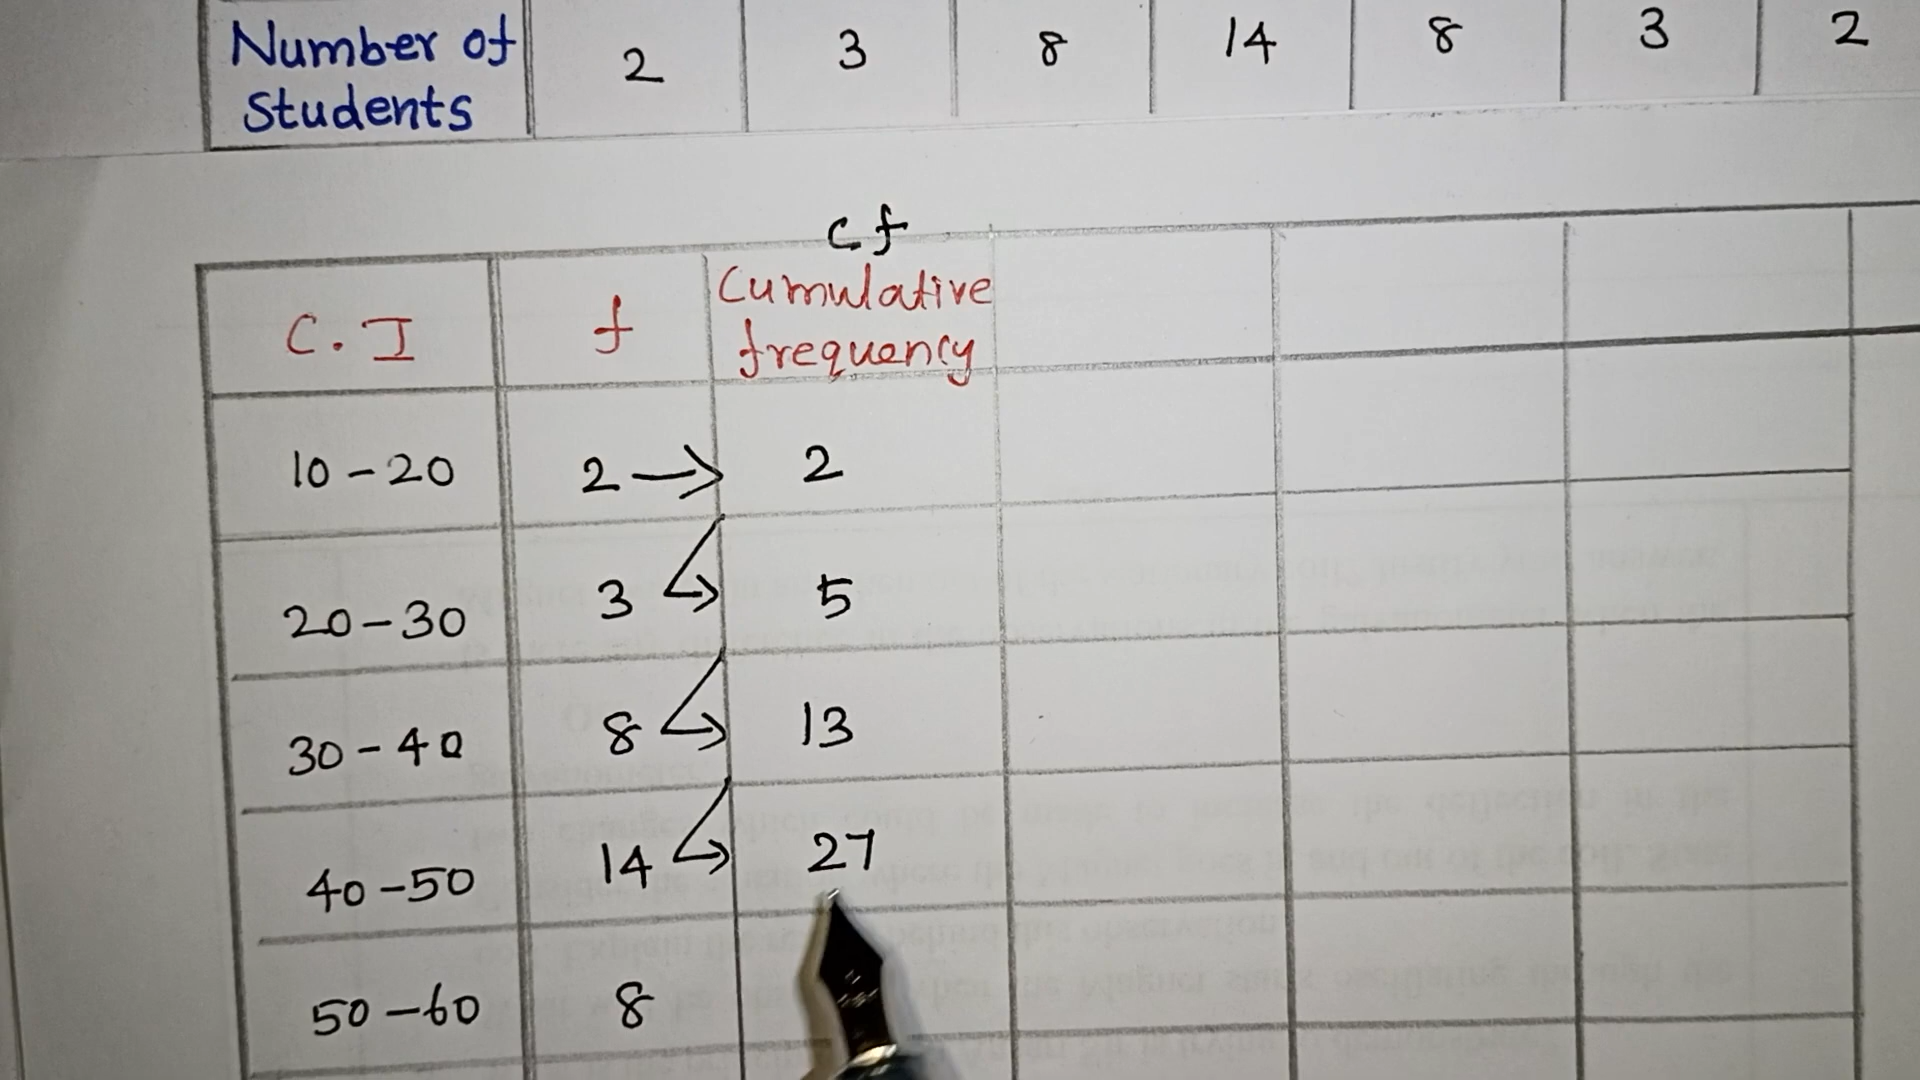 Number of 2 3 8 14 8 3 2
Students
cf
C.I f Cumulative
frequency
10-20 2 2
20-30 3 5
30-40 8 13
40-50 14 27
50-60 8